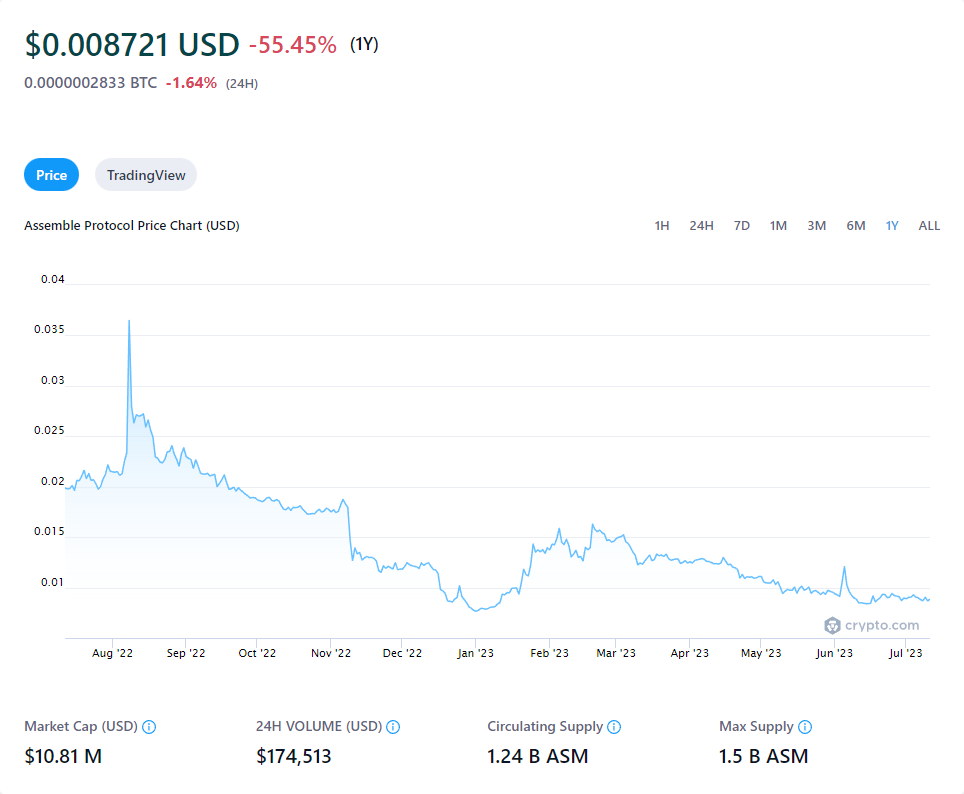 $0.008721 USD -55.45% (1Y)
0.0000002833 BTC -1.64% (24H)
Price TradingView
Assemble Protocol Price Chart (USD) 1H 24H 7D 1M 3M 6M 1Y ALL
0.04
0.035
0.03
0.025
0.02
0.015
0.01
crypto.com
Aug '22 Sep '22 Oct '22 Nov '22 Dec '22 Jan '23 Feb '23 Mar '23 Apr '23 May '23 Jun '23 Jul '23
Market Cap (USD) 24H VOLUME (USD) Circulating Supply Max Supply
$10.81 M $174,513 1.24 B ASM 1.5 B ASM